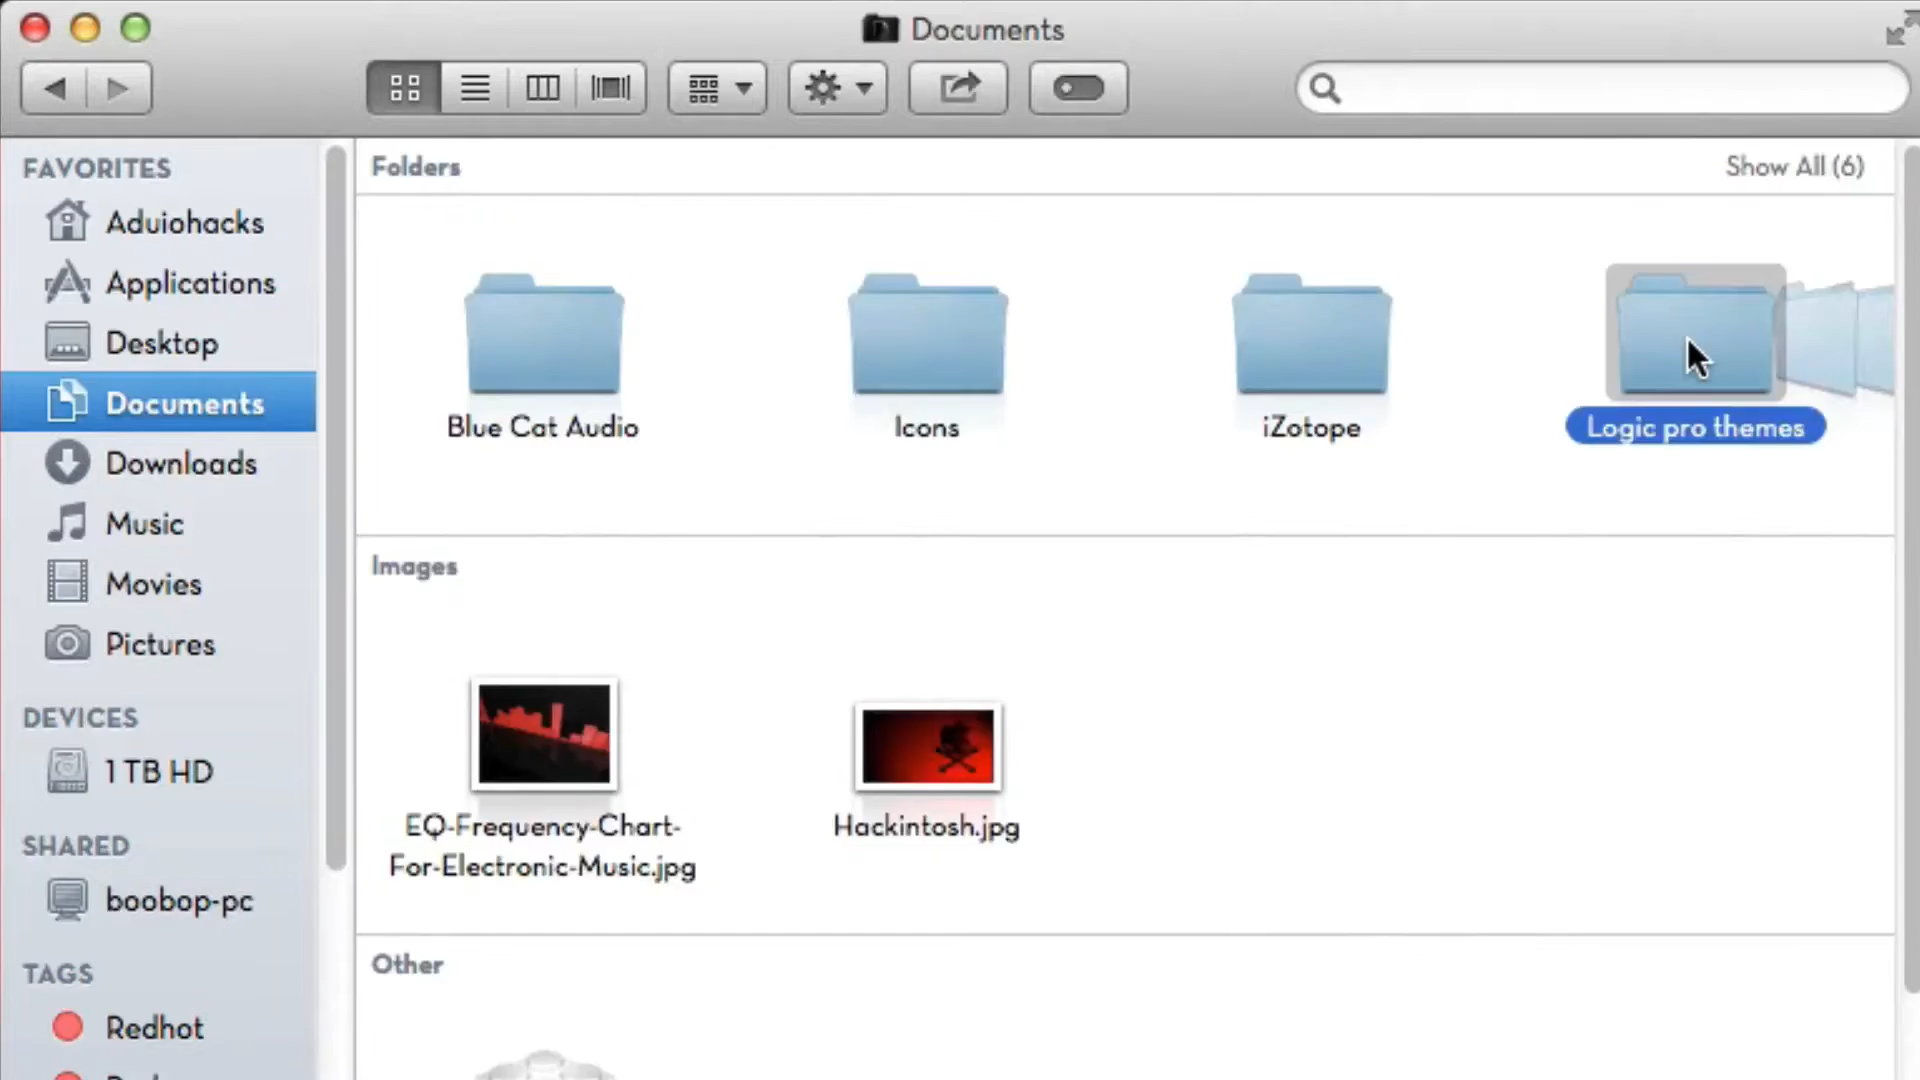 Documents
FAVORITES
Aduiohacks
Applications
Desktop
Documents
Downloads
Music
Movies
Pictures
DEVICES
1 TB HD
SHARED
boobop-pc
TAGS
Redhot
Folders
Show All (6)
Blue Cat Audio
Icons
iZotope
Logic pro themes
Images
EQ-Frequency-Chart-
For-Electronic-Music.jpg
Hackintosh.jpg
Other